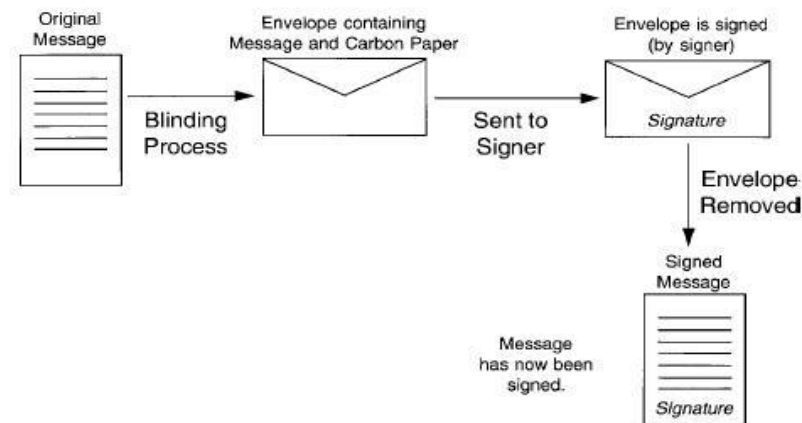 Original
Message
Envelope containing
Message and Carbon Paper
Envelope is signed
(by signer)
Blinding
Process
Sent to
Signer
Signature
Envelope
Removed
Signed
Message
Message
has now been
signed.
Signature